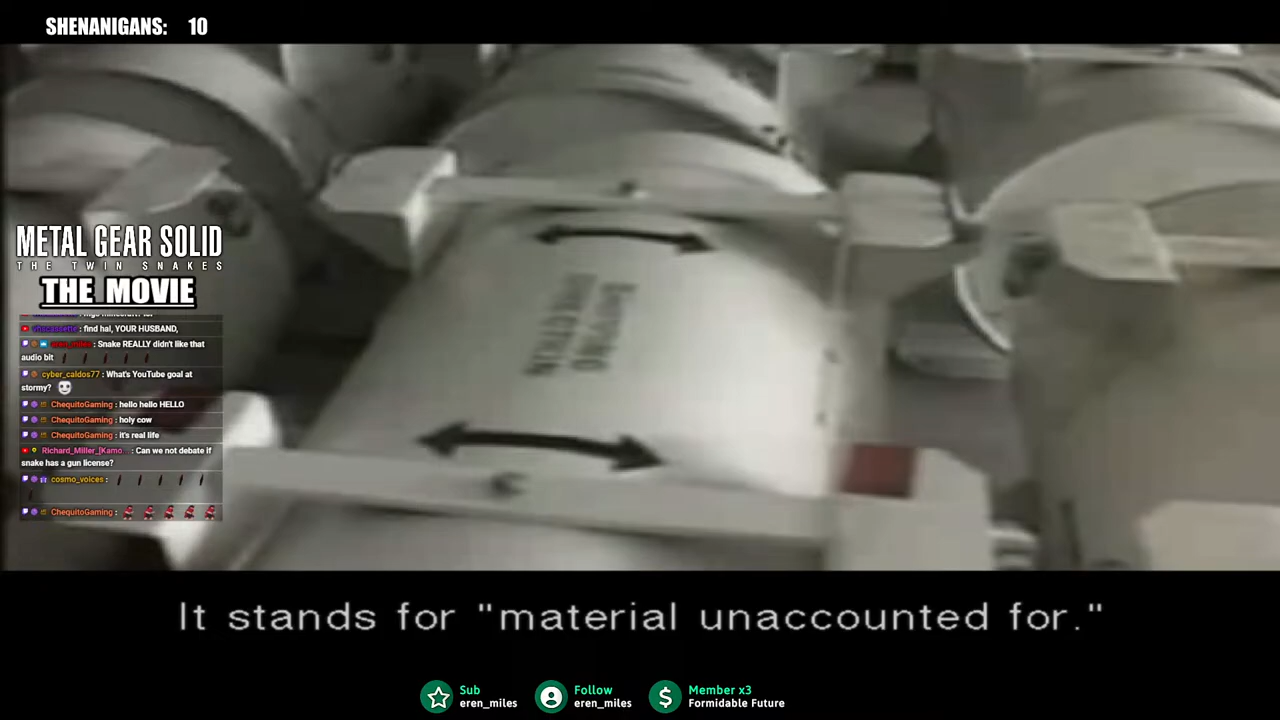 SHENANIGANS: 10
METAL GEAR SOLID
THE TWIN SNAKES
THE MOVIE
: find hal, YOUR HUSBAND,
: Snake REALLY didn't like that
audio bit
cyber_caldos77 : What's YouTube goal at
stormy?
ChequitoGaming : hello hello HELLO
ChequitoGaming : holy cow
ChequitoGaming : it's real life
Richard_Miller_(Kamo_ : Can we not debate if
snake has a gun license?
cosmo_voices :
ChequitoGaming :
DIRECTION
It stands for "material unaccounted for."
Sub
eren_miles
Follow
eren_miles
Member x3
Formidable Future